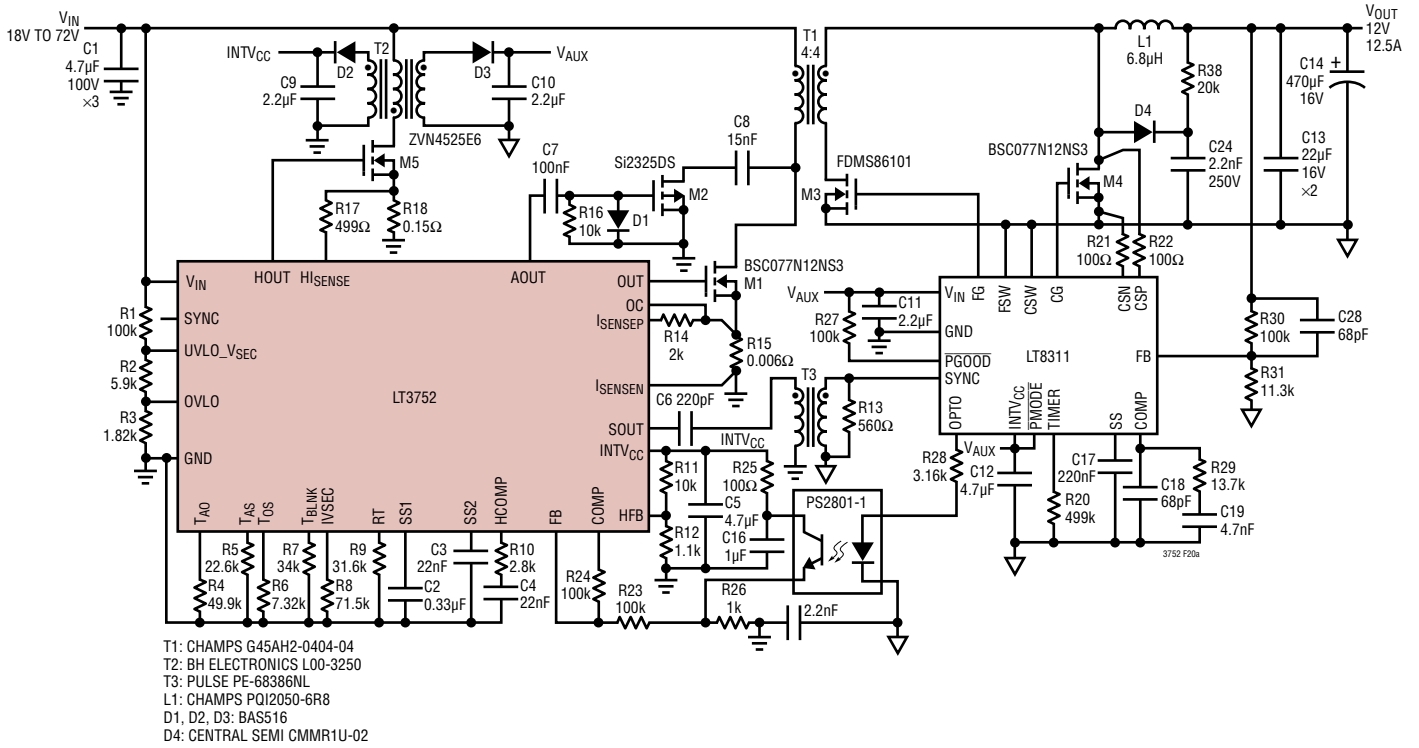 VIN
18V TO 72V
C1
4.7µF
100V
×3
INTVCC
D2
T2
D3
VAUX
C9
2.2µF
C10
2.2µF
ZVN4525E6
M5
R17
499Ω
R18
0.15Ω
C7
100nF
R16
10k
D1
Si2325DS
M2
C8
15nF
T1
4:4
FDMS86101
M3
BSC077N12NS3
M1
L1
6.8µH
R38
20k
D4
BSC077N12NS3
M4
C24
2.2nF
250V
C13
22µF
16V
×2
C14
470µF
16V
+
VOUT
12V
12.5A
R21
100Ω
R22
100Ω
HOUT
HISENSE
AOUT
VIN
SYNC
UVLO_VSEC
OVLO
GND
R1
100k
R2
5.9k
R3
1.82k
LT3752
OUT
OC
ISENSEP
ISENSEN
SOUT
INTVCC
HFB
R14
2k
R15
0.006Ω
C6 220pF
INTVCC
T3
R13
560Ω
TAO
TAS
TOS
TBLNK
IVSEC
RT
SS1
SS2
HCOMP
FB
COMP
R4
49.9k
R5
22.6k
R6
7.32k
R7
34k
R8
71.5k
R9
31.6k
C2
0.33µF
C3
22nF
R10
2.8k
C4
22nF
R24
100k
R23
100k
R26
1k
2.2nF
R11
10k
R12
1.1k
C5
4.7µF
R25
100Ω
C16
1µF
PS2801-1
VAUX
R27
100k
C11
2.2µF
VIN
GND
PGOOD
SYNC
FG
FSW
CSW
CG
CSN
CSP
LT8311
FB
OPTO
INTVCC
PMODE
TIMER
SS
COMP
R30
100k
C28
68pF
R31
11.3k
R28
3.16k
VAUX
C12
4.7µF
R20
499k
C17
220nF
C18
68pF
R29
13.7k
C19
4.7nF
3752 F20a
T1: CHAMPS G45AH2-0404-04
T2: BH ELECTRONICS L00-3250
T3: PULSE PE-68386NL
L1: CHAMPS PQI2050-6R8
D1, D2, D3: BAS516
D4: CENTRAL SEMI CMMR1U-02